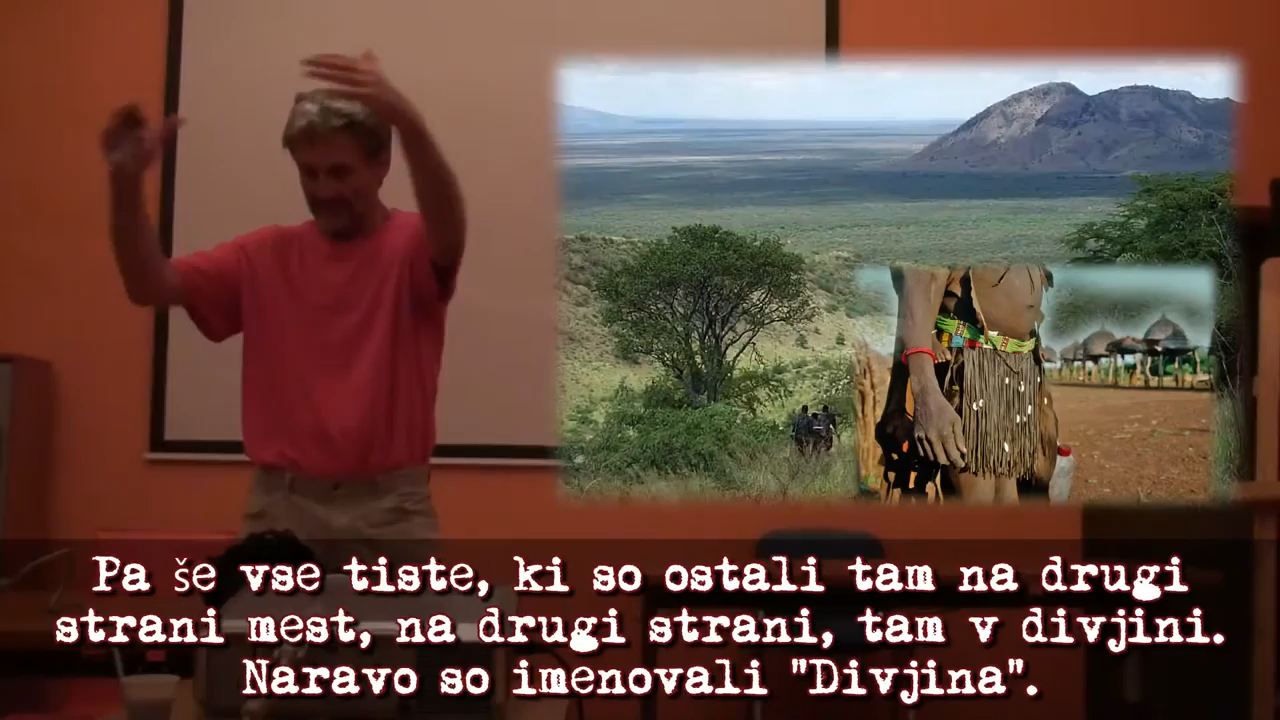 Pa še vse tiste, ki so ostali tam na drugi
strani mest, na drugi strani, tam v divjini.
Naravo so imenovali "Divjina".